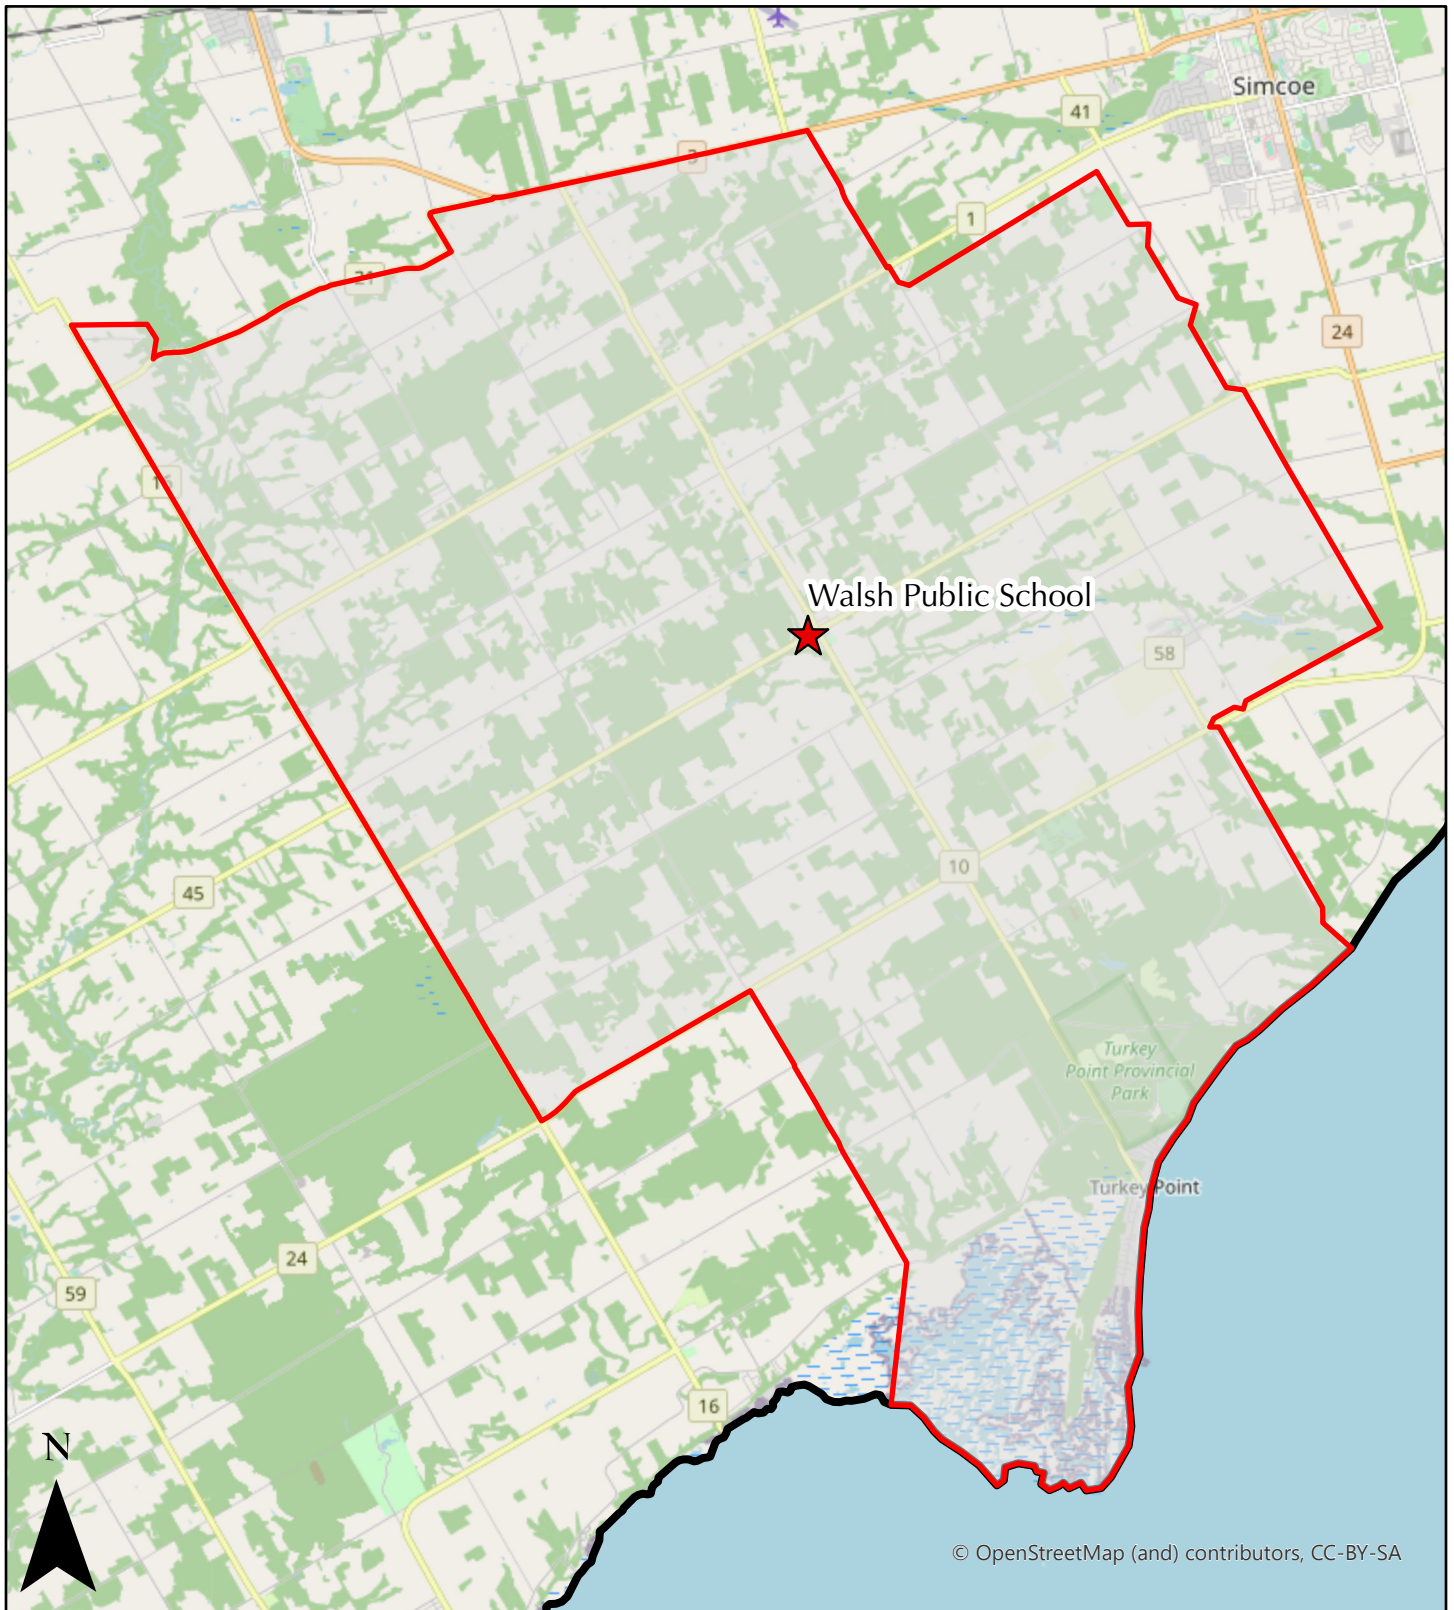 Simcoe
41
3
1
21
24
16
Walsh Public School
58
10
45
Turkey
Point Provincial
Park
Turkey Point
24
59
16
N
© OpenStreetMap (and) contributors, CC-BY-SA